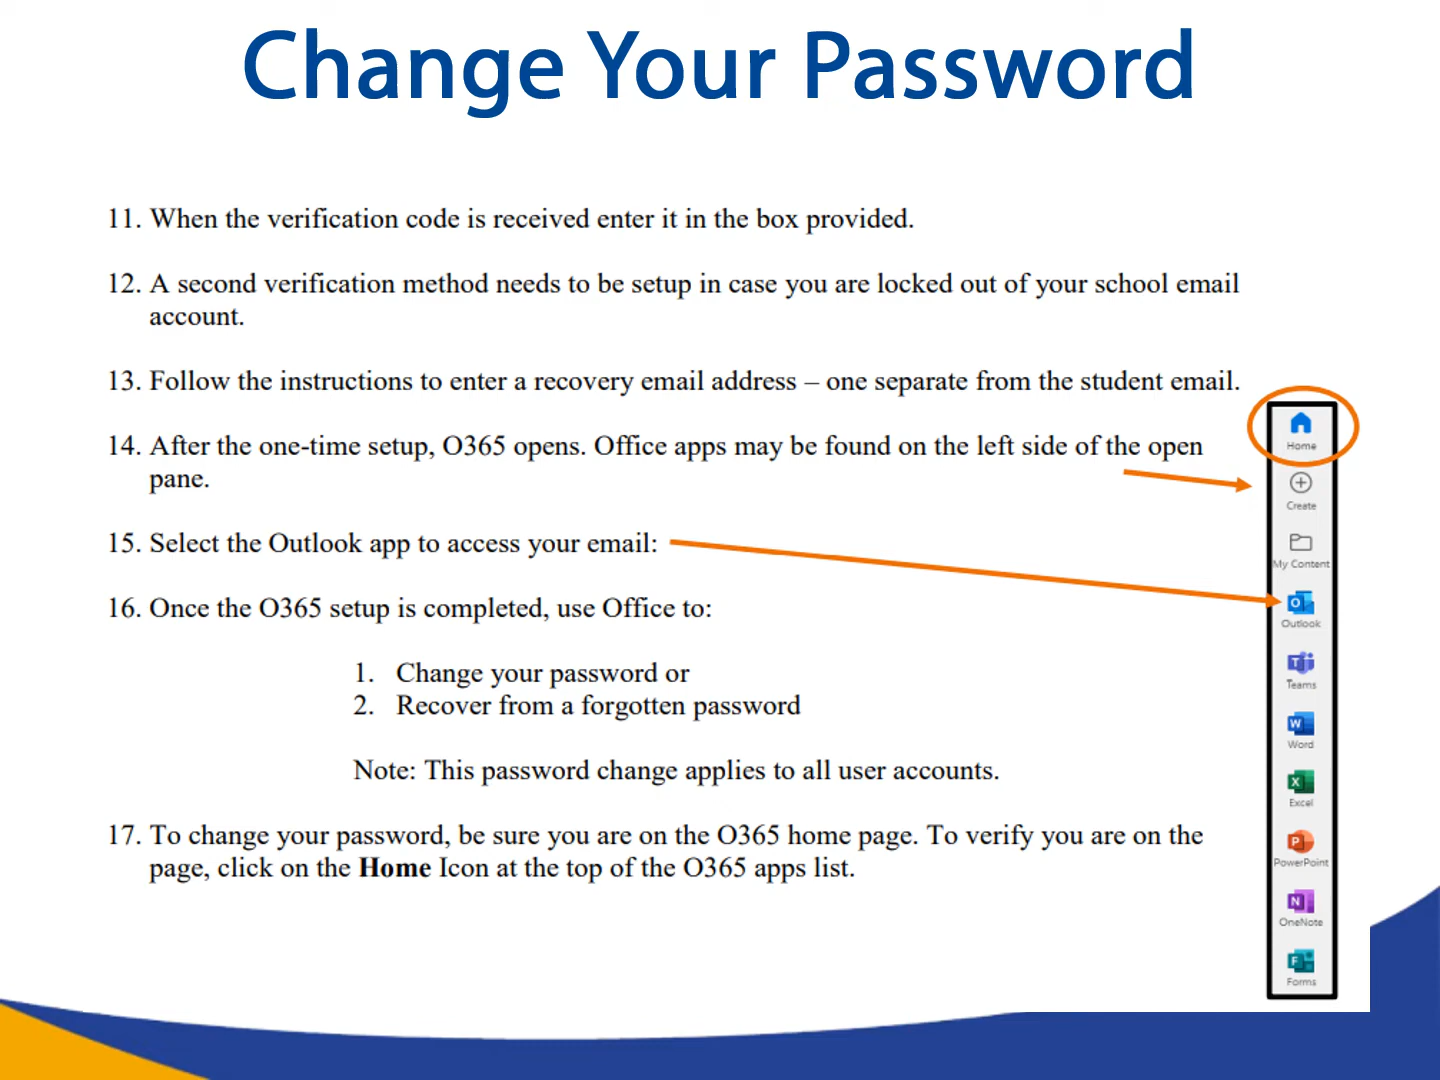 Change Your Password
11. When the verification code is received enter it in the box provided.
12. A second verification method needs to be setup in case you are locked out of your school email
account.
13. Follow the instructions to enter a recovery email address – one separate from the student email.
14. After the one-time setup, O365 opens. Office apps may be found on the left side of the open
pane.
15. Select the Outlook app to access your email:
16. Once the O365 setup is completed, use Office to:
1. Change your password or
2. Recover from a forgotten password
Note: This password change applies to all user accounts.
17. To change your password, be sure you are on the O365 home page. To verify you are on the
page, click on the Home Icon at the top of the O365 apps list.
Home
Create
My Content
Outlook
Teams
Word
Excel
PowerPoint
OneNote
Forms